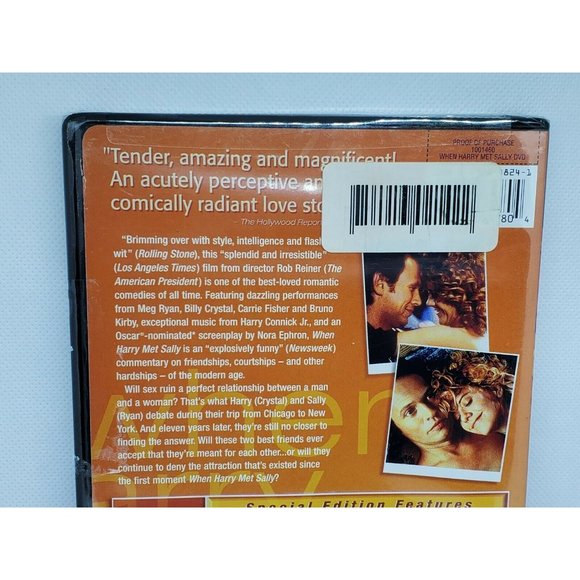 PROOF OF PURCHASE
1001460
WHEN HARRY MET SALLY DVD
"Tender, amazing and magnificent!
An acutely perceptive an
comically radiant love sto
- The Hollywood Repor
824-1
80 4
"Brimming over with style, intelligence and flash
wit" (Rolling Stone), this "splendid and irresistible"
(Los Angeles Times) film from director Rob Reiner (The
American President) is one of the best-loved romantic
comedies of all time. Featuring dazzling performances
from Meg Ryan, Billy Crystal, Carrie Fisher and Bruno
Kirby, exceptional music from Harry Connick Jr., and an
Oscar®-nominated* screenplay by Nora Ephron, When
Harry Met Sally is an "explosively funny" (Newsweek)
commentary on friendships, courtships – and other
hardships – of the modern age.
Will sex ruin a perfect relationship between a man
and a woman? That's what Harry (Crystal) and Sally
(Ryan) debate during their trip from Chicago to New
York. And eleven years later, they're still no closer to
finding the answer. Will these two best friends ever
accept that they're meant for each other...or will they
continue to deny the attraction that's existed since
the first moment When Harry Met Sally?
Special Edition Features